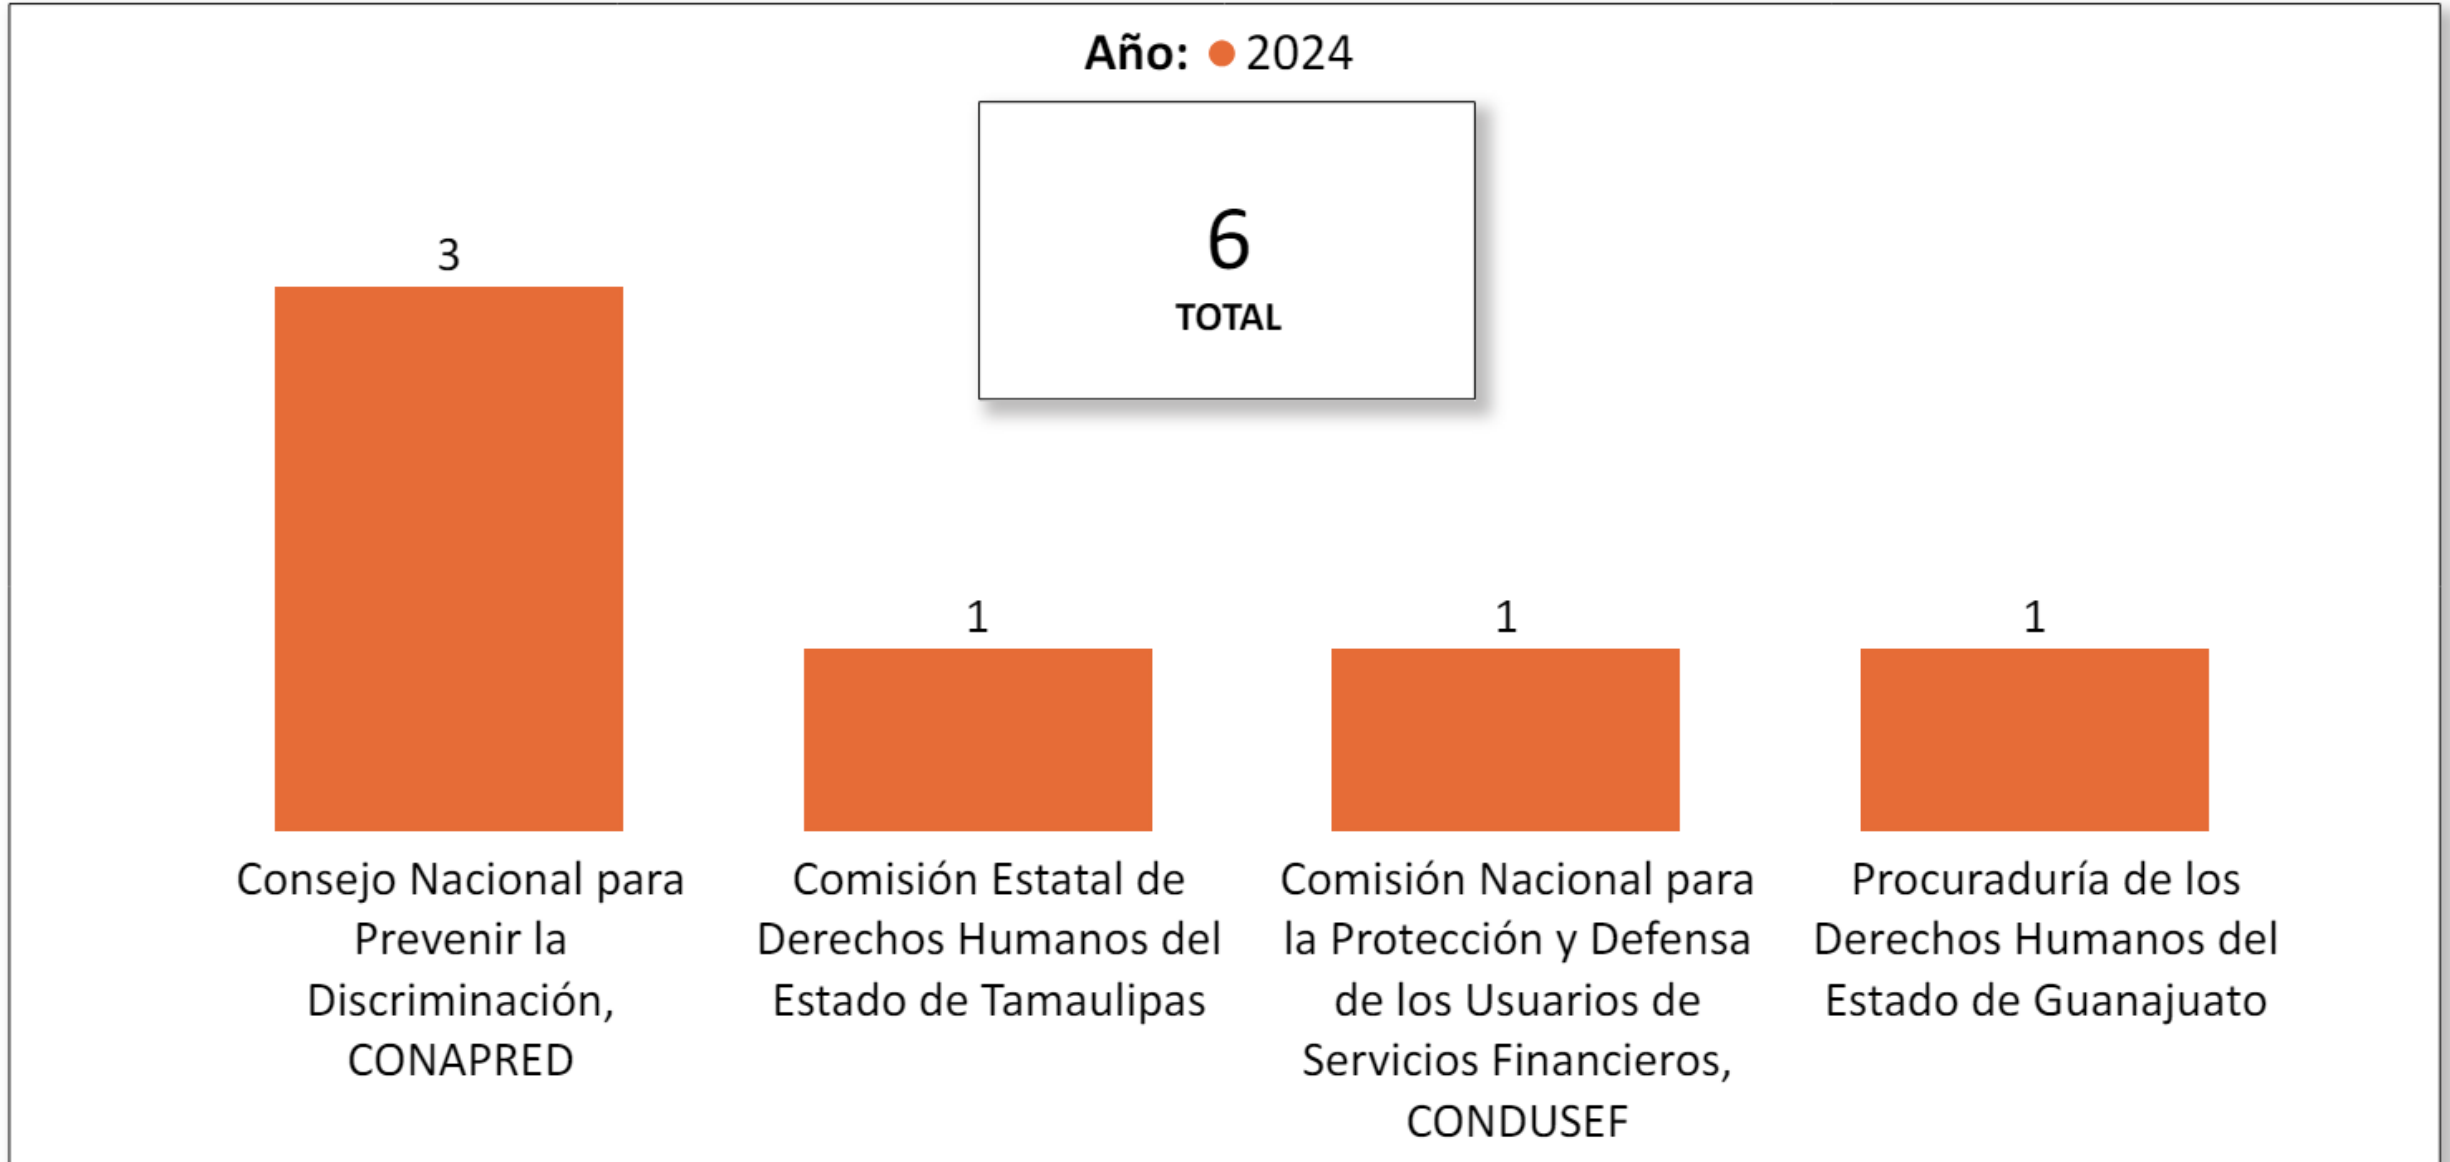 Año: 2024
6
TOTAL
3
1
1
1
Consejo Nacional para
Prevenir la
Discriminación,
CONAPRED
Comisión Estatal de
Derechos Humanos del
Estado de Tamaulipas
Comisión Nacional para
la Protección y Defensa
de los Usuarios de
Servicios Financieros,
CONDUSEF
Procuraduría de los
Derechos Humanos del
Estado de Guanajuato